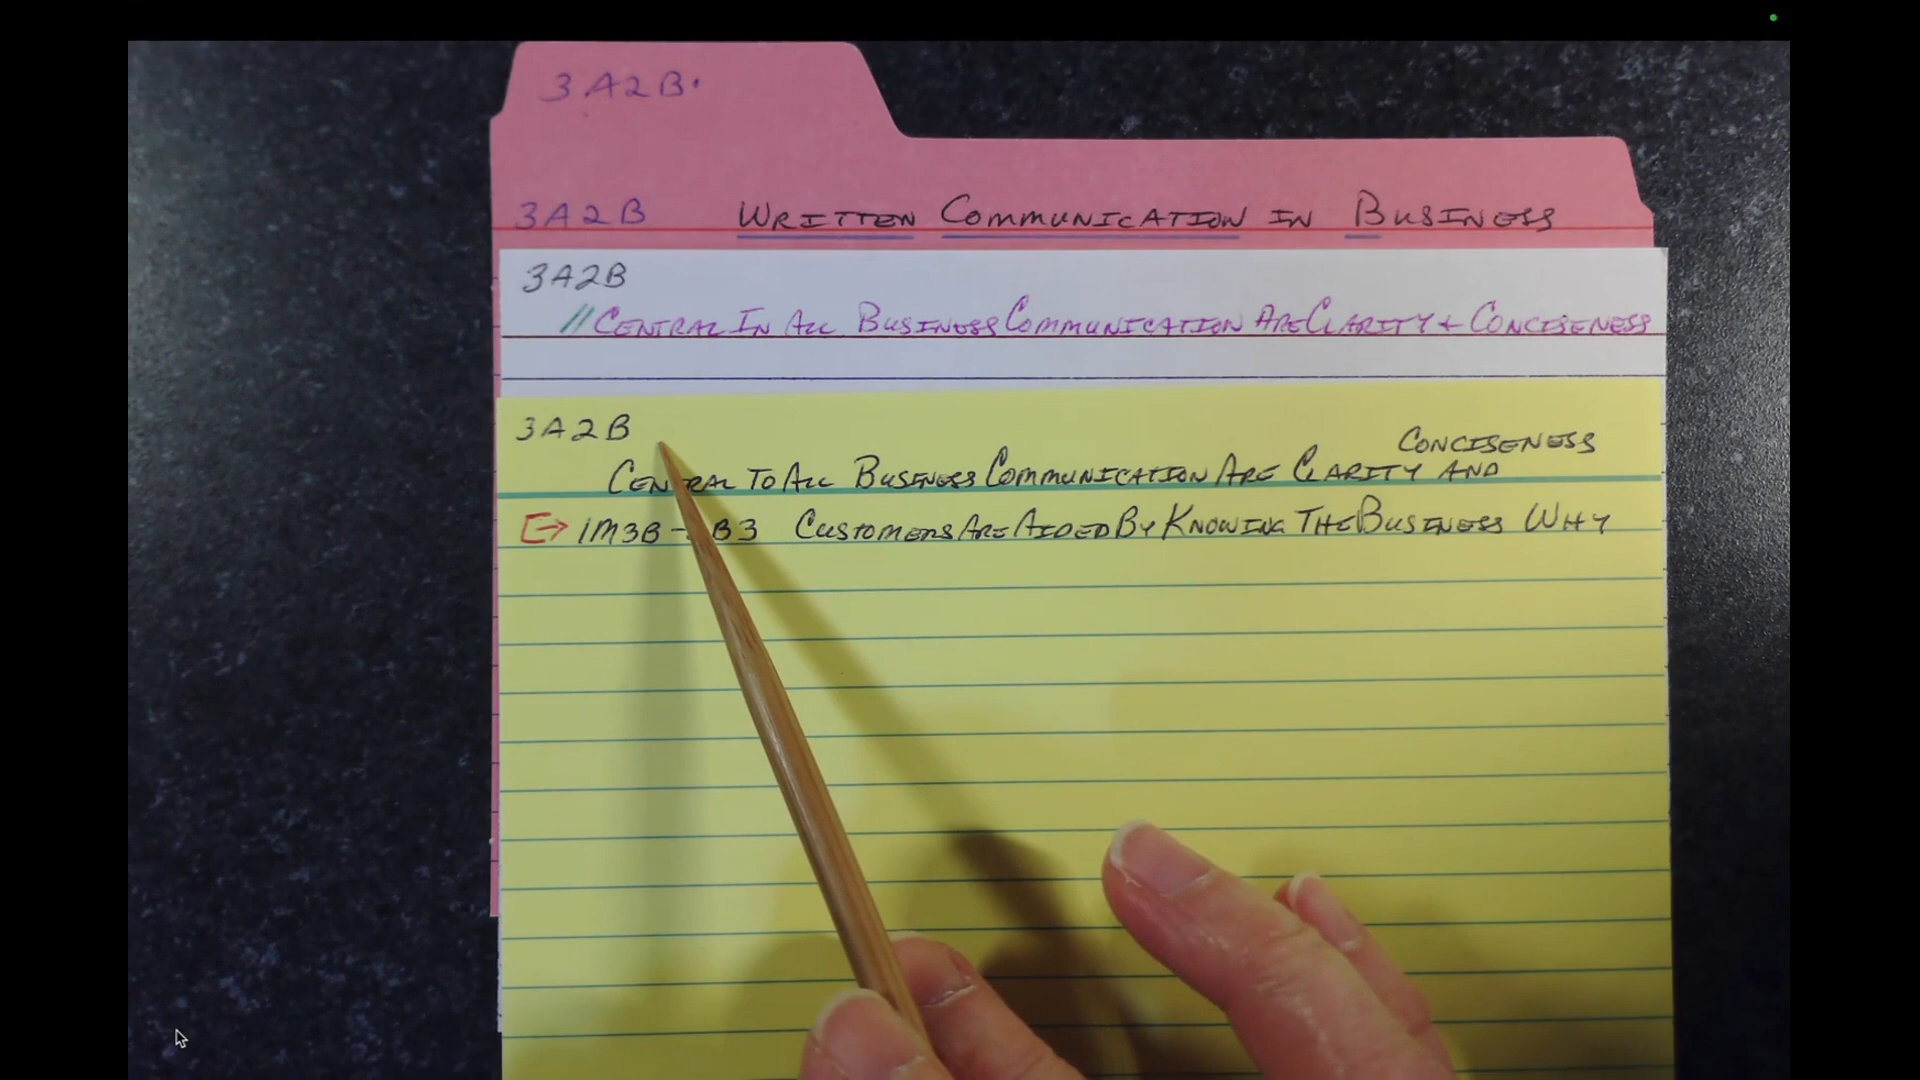 3A2B.
3A2B WRITTEN COMMUNICATION IN BUSINESS
3A2B
// CENTRAL IN ALL BUSINESS COMMUNICATION ARE CLARITY + CONCISENESS
3A2B
CONCISENESS
CENTRAL TO ALL BUSINESS COMMUNICATION ARE CLARITY AND
1M3B - B3 CUSTOMERS ARE AIDED BY KNOWING THE BUSINESS WHY